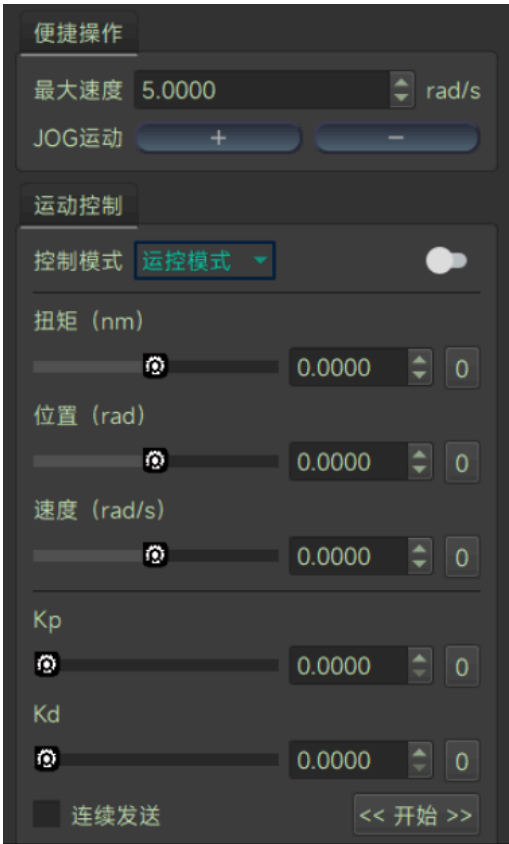 便捷操作
最大速度 5.0000 rad/s
JOG运动 + −
运动控制
控制模式 运控模式
扭矩（nm）
0.0000 0
位置（rad）
0.0000 0
速度（rad/s）
0.0000 0
Kp
0.0000 0
Kd
0.0000 0
连续发送 << 开始 >>